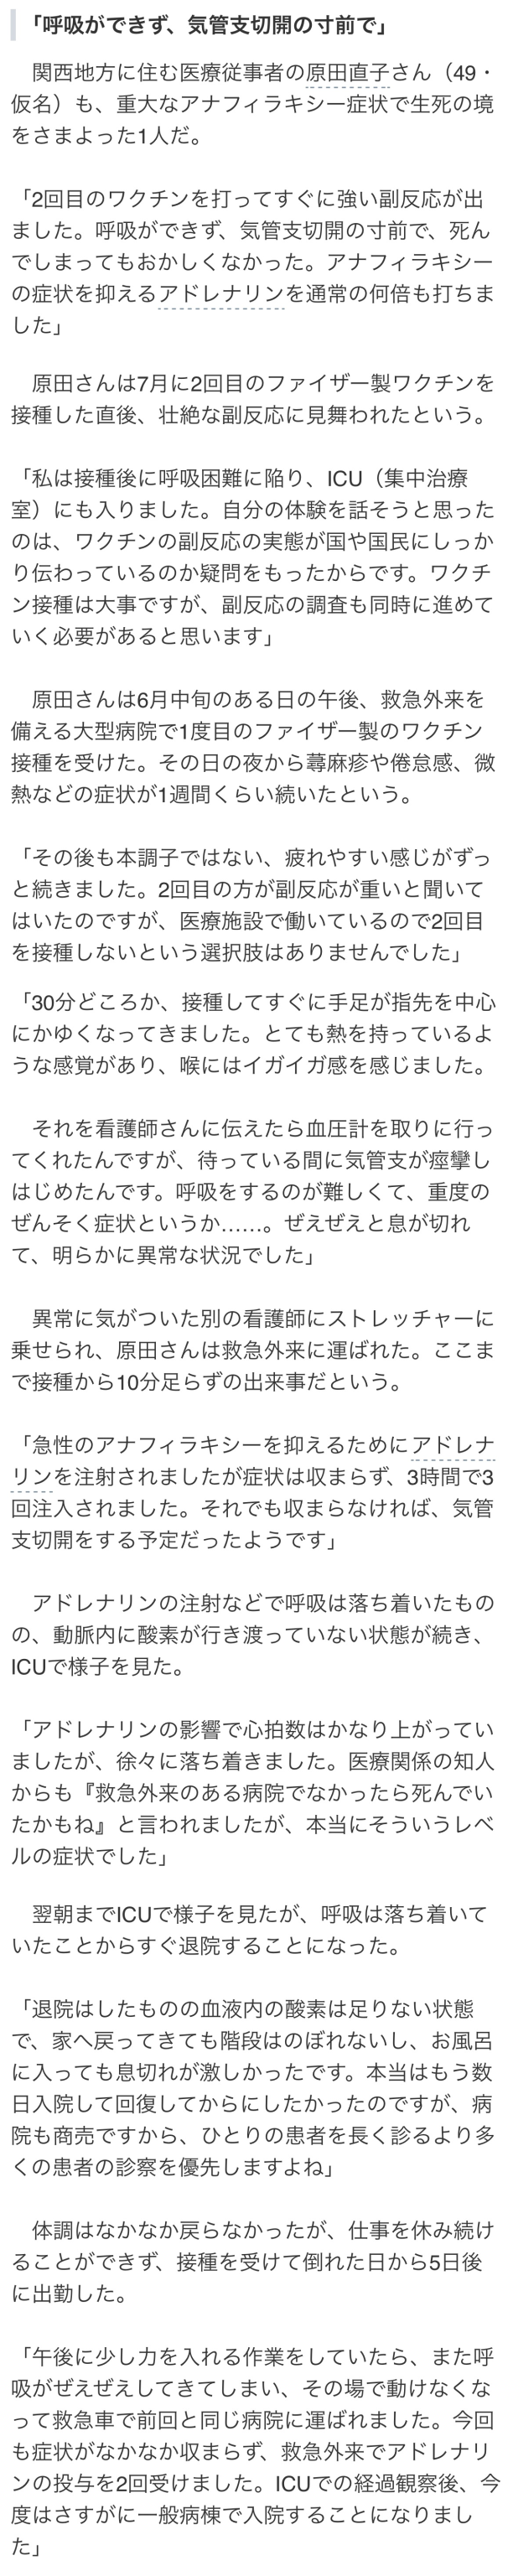 「呼吸ができず、気管支切開の寸前で」
　関西地方に住む医療従事者の原田直子さん（49・
仮名）も、重大なアナフィラキシー症状で生死の境
をさまよった1人だ。
「2回目のワクチンを打ってすぐに強い副反応が出
ました。呼吸ができず、気管支切開の寸前で、死ん
でしまってもおかしくなかった。アナフィラキシー
の症状を抑えるアドレナリンを通常の何倍も打ちま
した」
　原田さんは7月に2回目のファイザー製ワクチンを
接種した直後、壮絶な副反応に見舞われたという。
「私は接種後に呼吸困難に陥り、ICU（集中治療
室）にも入りました。自分の体験を話そうと思った
のは、ワクチンの副反応の実態が国や国民にしっか
り伝わっているのか疑問をもったからです。ワクチ
ン接種は大事ですが、副反応の調査も同時に進めて
いく必要があると思います」
　原田さんは6月中旬のある日の午後、救急外来を
備える大型病院で1度目のファイザー製のワクチン
接種を受けた。その日の夜から蕁麻疹や倦怠感、微
熱などの症状が1週間くらい続いたという。
「その後も本調子ではない、疲れやすい感じがずっ
と続きました。2回目の方が副反応が重いと聞いて
はいたのですが、医療施設で働いているので2回目
を接種しないという選択肢はありませんでした」
「30分どころか、接種してすぐに手足が指先を中心
にかゆくなってきました。とても熱を持っているよ
うな感覚があり、喉にはイガイガ感を感じました。
　それを看護師さんに伝えたら血圧計を取りに行っ
てくれたんですが、待っている間に気管支が痙攣し
はじめたんです。呼吸をするのが難しくて、重度の
ぜんそく症状というか……。ぜえぜえと息が切れ
て、明らかに異常な状況でした」
　異常に気がついた別の看護師にストレッチャーに
乗せられ、原田さんは救急外来に運ばれた。ここま
で接種から10分足らずの出来事だという。
「急性のアナフィラキシーを抑えるためにアドレナ
リンを注射されましたが症状は収まらず、3時間で3
回注入されました。それでも収まらなければ、気管
支切開をする予定だったようです」
　アドレナリンの注射などで呼吸は落ち着いたもの
の、動脈内に酸素が行き渡っていない状態が続き、
ICUで様子を見た。
「アドレナリンの影響で心拍数はかなり上がってい
ましたが、徐々に落ち着きました。医療関係の知人
からも『救急外来のある病院でなかったら死んでい
たかもね』と言われましたが、本当にそういうレベ
ルの症状でした」
　翌朝までICUで様子を見たが、呼吸は落ち着いて
いたことからすぐ退院することになった。
「退院はしたものの血液内の酸素は足りない状態
で、家へ戻ってきても階段はのぼれないし、お風呂
に入っても息切れが激しかったです。本当はもう数
日入院して回復してからにしたかったのですが、病
院も商売ですから、ひとりの患者を長く診るより多
くの患者の診察を優先しますよね」
　体調はなかなか戻らなかったが、仕事を休み続け
ることができず、接種を受けて倒れた日から5日後
に出勤した。
「午後に少し力を入れる作業をしていたら、また呼
吸がぜえぜえしてきてしまい、その場で動けなくな
って救急車で前回と同じ病院に運ばれました。今回
も症状がなかなか収まらず、救急外来でアドレナリ
ンの投与を2回受けました。ICUでの経過観察後、今
度はさすがに一般病棟で入院することになりまし
た」